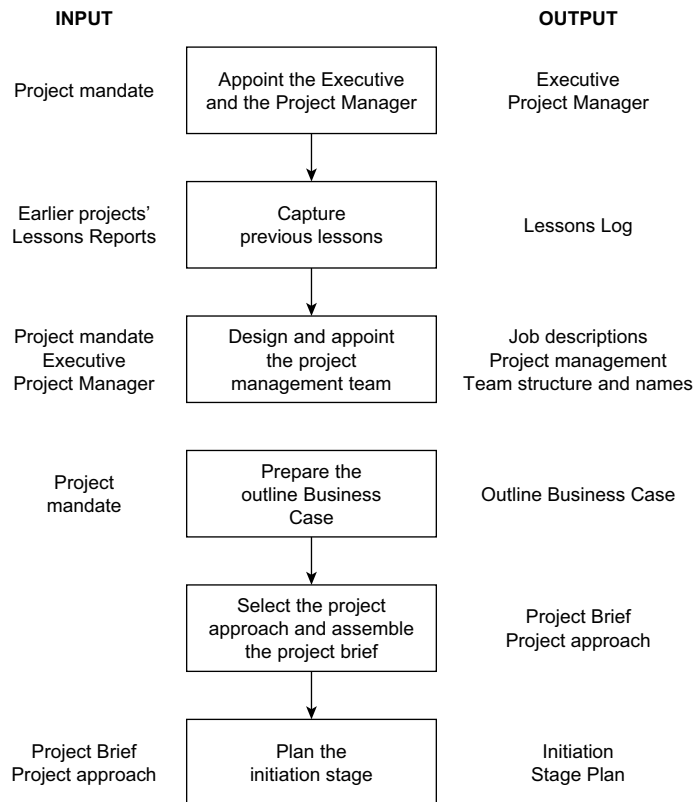 INPUT
OUTPUT
Project mandate
Appoint the Executive
and the Project Manager
Executive
Project Manager
Earlier projects’
Lessons Reports
Capture
previous lessons
Lessons Log
Project mandate
Executive
Project Manager
Design and appoint
the project
management team
Job descriptions
Project management
Team structure and names
Project
mandate
Prepare the
outline Business
Case
Outline Business Case
Select the project
approach and assemble
the project brief
Project Brief
Project approach
Project Brief
Project approach
Plan the
initiation stage
Initiation
Stage Plan